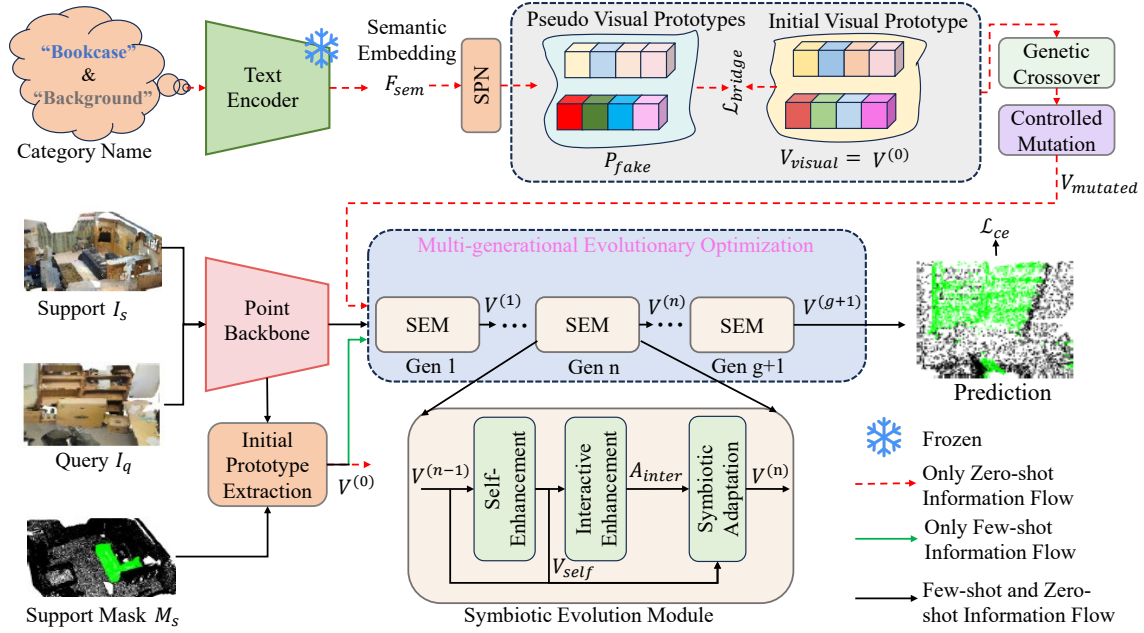 “Bookcase”
&
“Background”
Category Name
Text
Encoder
Semantic
Embedding
F_sem
SPN
Pseudo Visual Prototypes
P_fake
ℒ_bridge
Initial Visual Prototype
V_visual = V^(0)
Genetic
Crossover
Controlled
Mutation
V_mutated
Support I_s
Query I_q
Support Mask M_s
Point
Backbone
Initial
Prototype
Extraction
V^(0)
Multi-generational Evolutionary Optimization
SEM
Gen 1
V^(1)
···
SEM
Gen n
V^(n)
···
SEM
Gen g+1
V^(g+1)
ℒ_ce
Prediction
V^(n−1)
Self-
Enhancement
V_self
Interactive
Enhancement
A_inter
Symbiotic
Adaptation
V^(n)
Symbiotic Evolution Module
Frozen
Only Zero-shot
Information Flow
Only Few-shot
Information Flow
Few-shot and Zero-
shot Information Flow